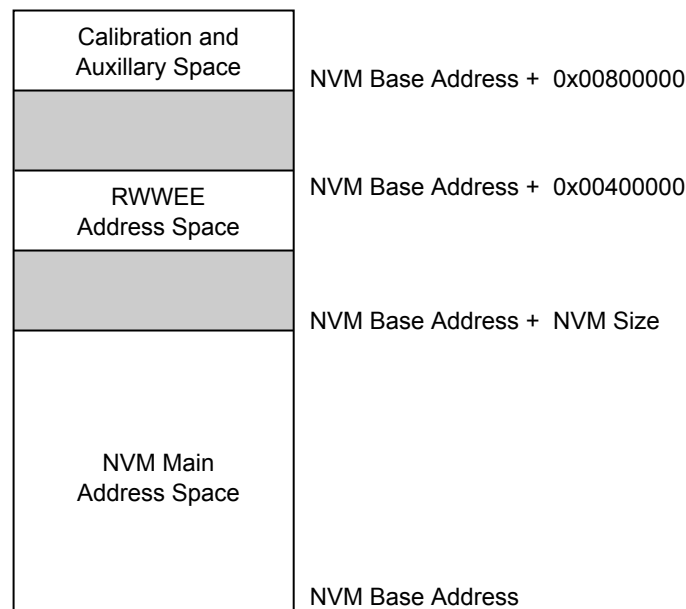 Calibration and
Auxillary Space
NVM Base Address + 0x00800000
NVM Base Address + 0x00400000
RWWEE
Address Space
NVM Base Address + NVM Size
NVM Main
Address Space
NVM Base Address